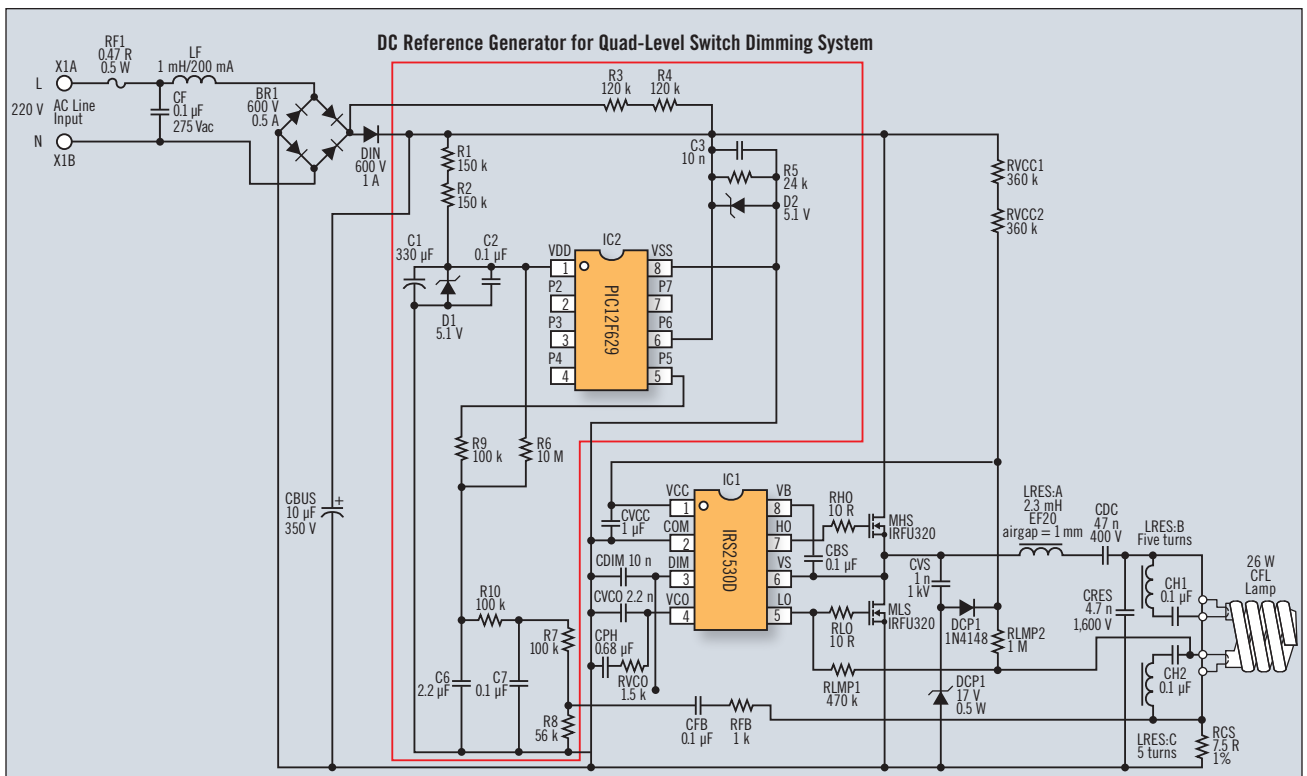 DC Reference Generator for Quad-Level Switch Dimming System
X1A
L
220 V
AC Line
Input
N
X1B
RF1
0.47 R
0.5 W
LF
1 mH/200 mA
CF
0.1 µF
275 Vac
BR1
600 V
0.5 A
DIN
600 V
1 A
R3
120 k
R4
120 k
R1
150 k
R2
150 k
C3
10 n
R5
24 k
D2
5.1 V
RVCC1
360 k
RVCC2
360 k
C1
330 µF
C2
0.1 µF
D1
5.1 V
IC2
VDD
1
P2
2
P3
3
P4
4
PIC12F629
VSS
8
P7
7
P6
6
P5
5
R9
100 k
R6
10 M
CBUS
10 µF
350 V
+
IC1
VCC
1
COM
2
DIM
3
VCO
4
IRS2530D
VB
8
HO
7
VS
6
LO
5
CVCC
1 µF
CDIM 10 n
CVCO 2.2 n
CPH
0.68 µF
RVCO
1.5 k
RHO
10 R
CBS
0.1 µF
RLO
10 R
MHS
IRFU320
MLS
IRFU320
LRES:A
2.3 mH
EF20
airgap = 1 mm
CDC
47 n
400 V
LRES:B
Five turns
CVS
1 n
1 kV
DCP1
1N4148
RLMP2
1 M
CRES
4.7 n
1,600 V
CH1
0.1 µF
26 W
CFL
Lamp
CH2
0.1 µF
RLMP1
470 k
DCP1
17 V
0.5 W
R10
100 k
R7
100 k
C6
2.2 µF
C7
0.1 µF
R8
56 k
CFB
0.1 µF
RFB
1 k
LRES:C
5 turns
RCS
7.5 R
1%